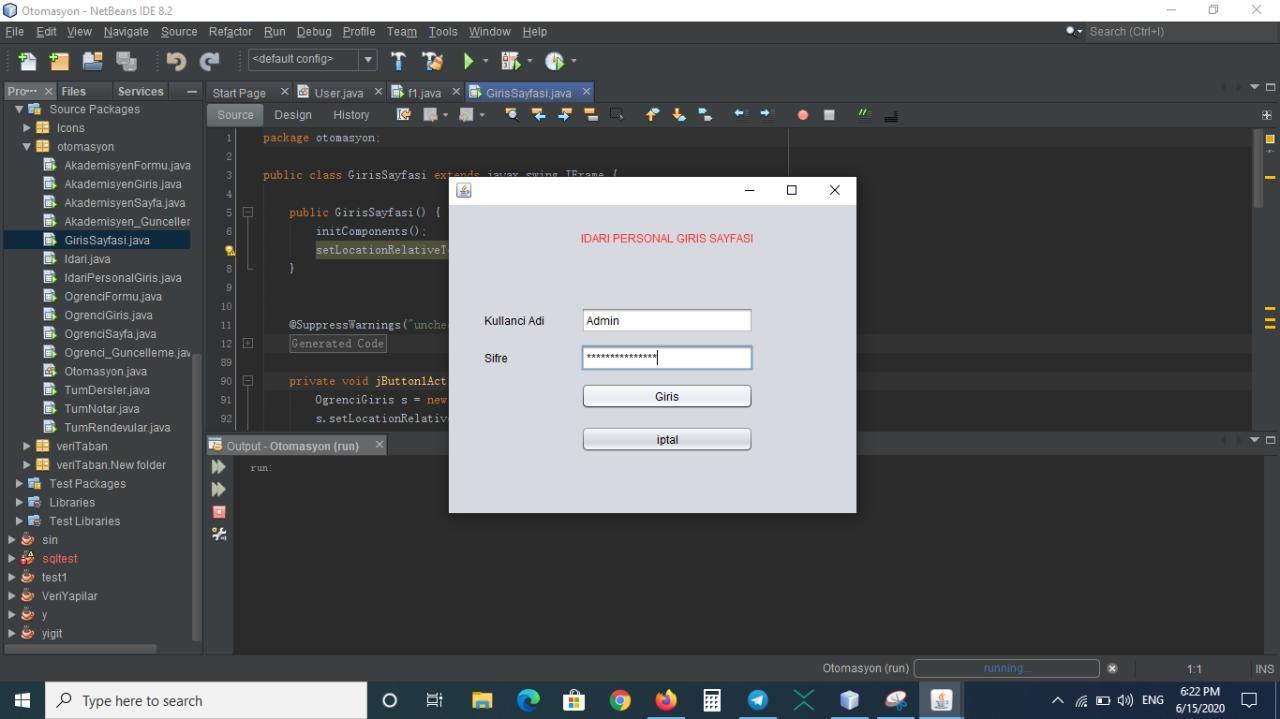 Otomasyon - NetBeans IDE 8.2
File Edit View Navigate Source Refactor Run Debug Profile Team Tools Window Help
Search (Ctrl+I)
<default config>
Pro··· Files Services
Start Page User.java f1.java GirisSayfasi.java
Source Design History
Source Packages
Icons
otomasyon
AkademisyenFormu.java
AkademisyenGiris.java
AkademisyenSayfa.java
Akademisyen_Gunceller
GirisSayfasi.java
Idari.java
IdariPersonalGiris.java
OgrenciFormu.java
OgrenciGiris.java
OgrenciSayfa.java
Ogrenci_Guncelleme.jav
Otomasyon.java
TumDersler.java
TumNotar.java
TumRendevular.java
veriTaban
veriTaban.New folder
Test Packages
Libraries
Test Libraries
sin
sqltest
test1
VeriYapilar
y
yigit
1 package otomasyon;
2
3 public class GirisSayfasi extends javax.swing.JFrame {
4
5 public GirisSayfasi() {
6 initComponents();
setLocationRelativeT
8 }
9
10
11 @SuppressWarnings("unche
12 Generated Code
89
90 private void jButton1Act
91 OgrenciGiris s = new
92 s.setLocationRelativ
IDARI PERSONAL GIRIS SAYFASI
Kullanci Adi Admin
Sifre ***************
Giris
iptal
Output - Otomasyon (run)
run:
Otomasyon (run) running... 1:1 INS
Type here to search
ENG
6:22 PM
6/15/2020